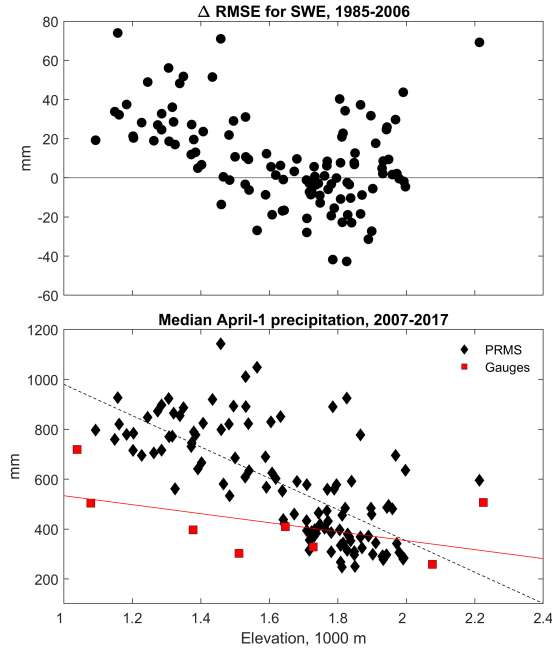 Δ RMSE for SWE, 1985-2006
80
60
40
20
0
-20
-40
-60
mm
Median April-1 precipitation, 2007-2017
1200
1000
800
600
400
200
mm
PRMS
Gauges
1 1.2 1.4 1.6 1.8 2 2.2 2.4
Elevation, 1000 m